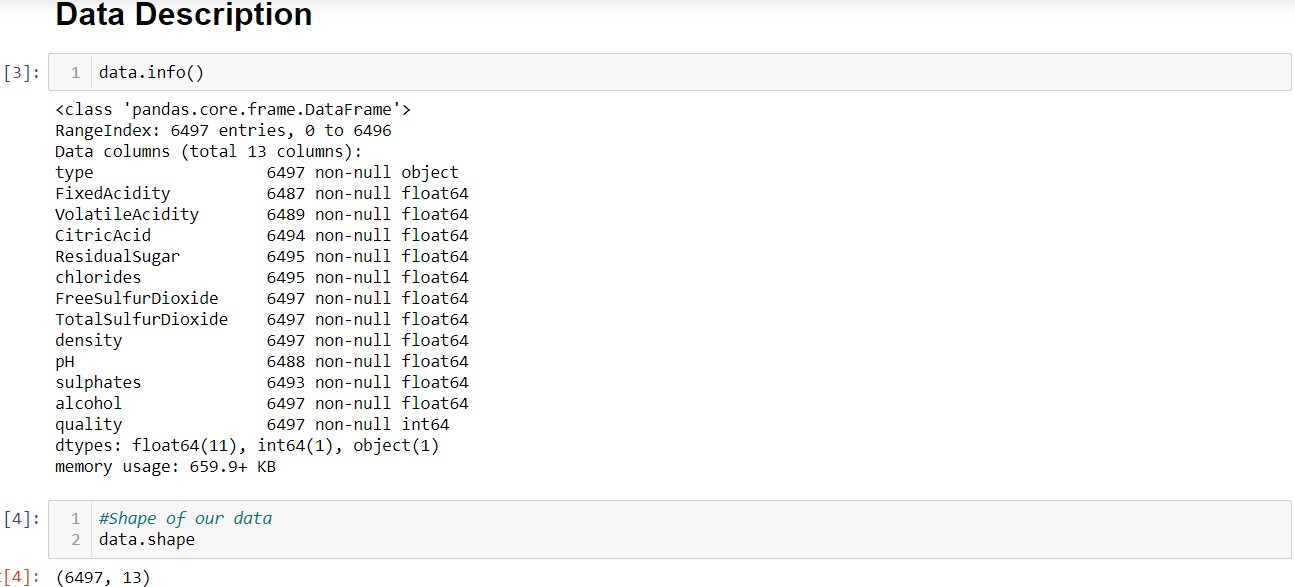 Data Description
[3]:
1 data.info()
<class 'pandas.core.frame.DataFrame'>
RangeIndex: 6497 entries, 0 to 6496
Data columns (total 13 columns):
type 6497 non-null object
FixedAcidity 6487 non-null float64
VolatileAcidity 6489 non-null float64
CitricAcid 6494 non-null float64
ResidualSugar 6495 non-null float64
chlorides 6495 non-null float64
FreeSulfurDioxide 6497 non-null float64
TotalSulfurDioxide 6497 non-null float64
density 6497 non-null float64
pH 6488 non-null float64
sulphates 6493 non-null float64
alcohol 6497 non-null float64
quality 6497 non-null int64
dtypes: float64(11), int64(1), object(1)
memory usage: 659.9+ KB
[4]:
1 #Shape of our data
2 data.shape
[4]: (6497, 13)